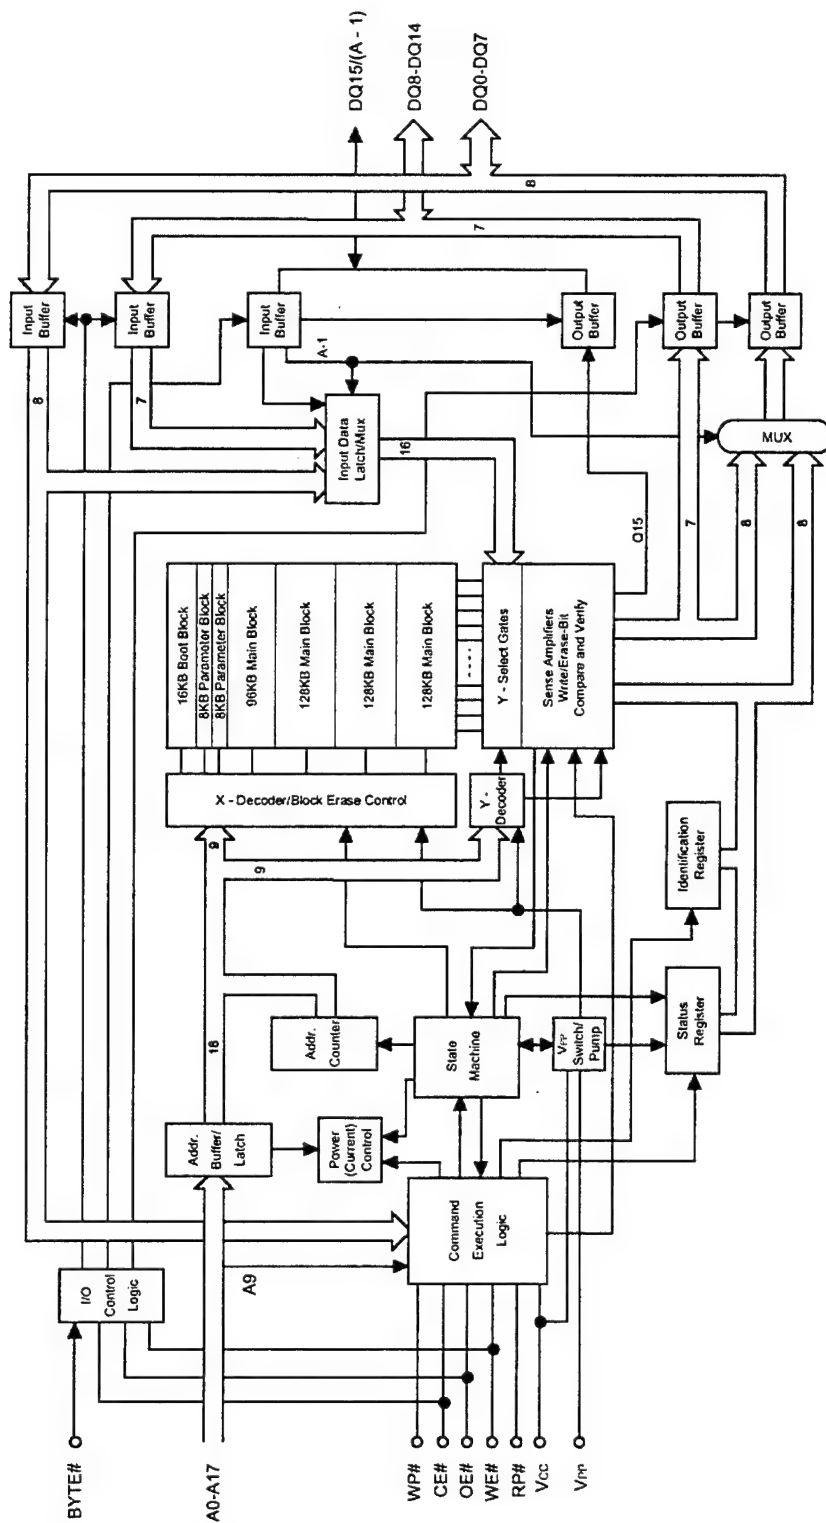 BYTE#
A0-A17
WP#
CE#
OE#
WE#
RP#
VCC
VPP
I/O
Control
Logic
A9
Addr.
Buffer/
Latch
Power
(Current)
Control
Command
Execution
Logic
8
18
Addr.
Counter
State
Machine
VPP
Switch/
Pump
Status
Register
Identification
Register
9
9
X - Decoder/Block Erase Control
Y -
Decoder
16KB Boot Block
8KB Parameter Block
8KB Parameter Block
96KB Main Block
128KB Main Block
128KB Main Block
128KB Main Block
Y - Select Gates
Sense Amplifiers
Write/Erase-Bit
Compare and Verify
Input Data
Latch/Mux
16
7
A-1
Q15
7
8
8
MUX
Input
Buffer
Input
Buffer
Input
Buffer
Output
Buffer
Output
Buffer
Output
Buffer
7
8
DQ15/(A - 1)
DQ8-DQ14
DQ0-DQ7